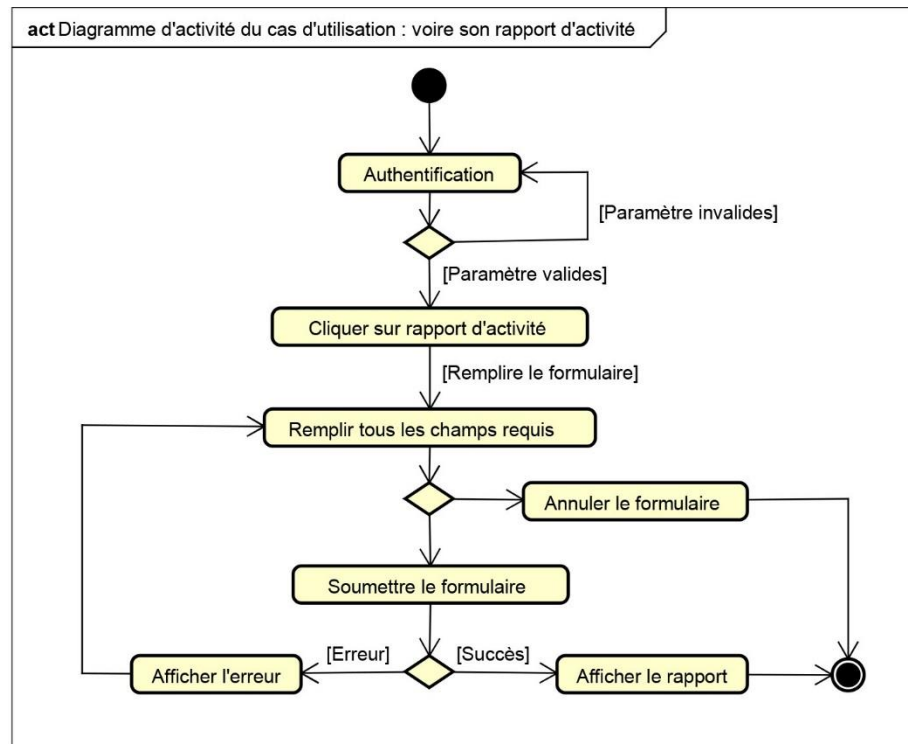 act Diagramme d'activité du cas d'utilisation : voire son rapport d'activité
Authentification
[Paramètre invalides]
[Paramètre valides]
Cliquer sur rapport d'activité
[Remplire le formulaire]
Remplir tous les champs requis
Annuler le formulaire
Soumettre le formulaire
[Erreur]
[Succès]
Afficher l'erreur
Afficher le rapport